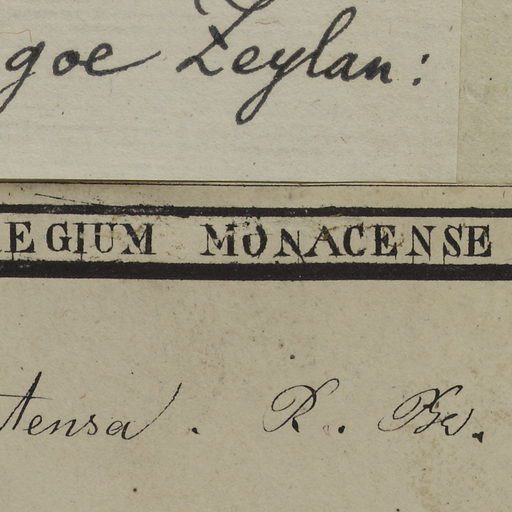 goe Zeylan:
EGIUM MONACENSE
tensa. R. Br.